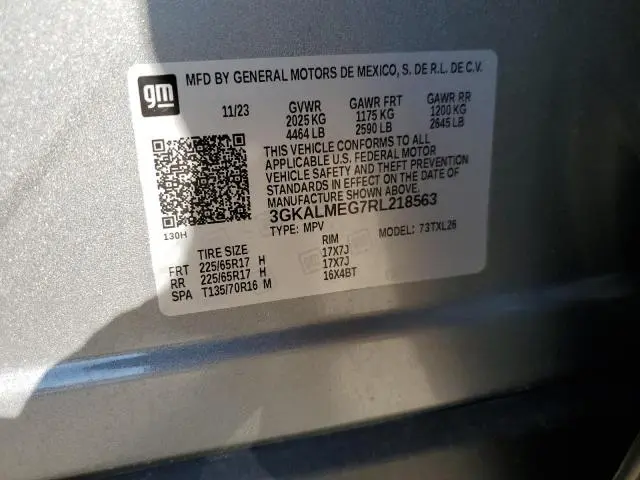 gm
MFD BY GENERAL MOTORS DE MEXICO, S. DE R.L. DE C.V.
11/23 GVWR GAWR FRT GAWR RR
2025 KG 1175 KG 1200 KG
4464 LB 2590 LB 2645 LB
THIS VEHICLE CONFORMS TO ALL
APPLICABLE U.S. FEDERAL MOTOR
VEHICLE SAFETY AND THEFT PREVENTION
STANDARDS IN EFFECT ON THE DATE OF
MANUFACTURE SHOWN ABOVE.
3GKALMEG7RL218563
130H TYPE: MPV MODEL: 73TXL26
TIRE SIZE RIM
FRT 225/65R17 H 17X7J
RR 225/65R17 H 17X7J
SPA T135/70R16 M 16X4BT